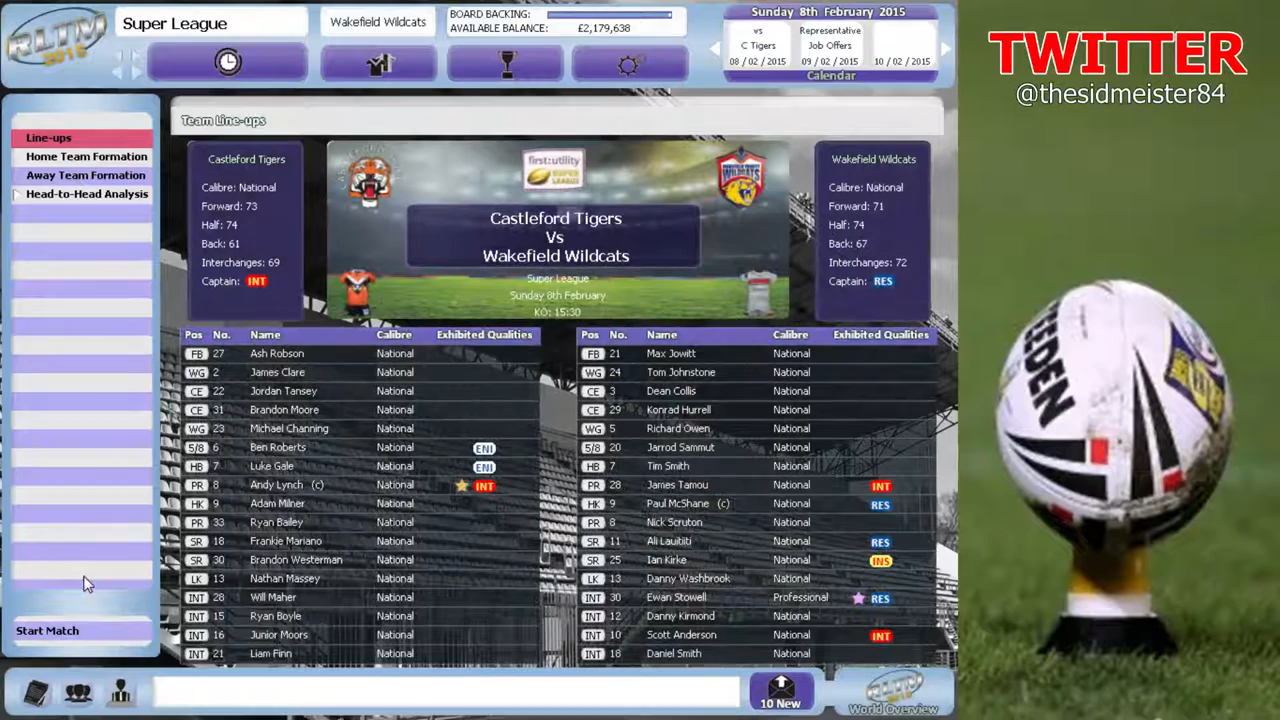 RLTM
2015
Super League
Wakefield Wildcats
BOARD BACKING:
AVAILABLE BALANCE: £2,179,638
Sunday 8th February 2015
vs
C Tigers
08 / 02 / 2015
Representative
Job Offers
09 / 02 / 2015
10 / 02 / 2015
Calendar
TWITTER
@thesidmeister84
Line-ups
Home Team Formation
Away Team Formation
Head-to-Head Analysis
Start Match
Team Line-ups
Castleford Tigers
Calibre: National
Forward: 73
Half: 74
Back: 61
Interchanges: 69
Captain: INT
first:utility
SUPER LEAGUE
Castleford Tigers
Vs
Wakefield Wildcats
Super League
Sunday 8th February
KO: 15:30
Wakefield Wildcats
Calibre: National
Forward: 71
Half: 74
Back: 67
Interchanges: 72
Captain: RES
Pos No. Name Calibre Exhibited Qualities
FB 27 Ash Robson National
WG 2 James Clare National
CE 22 Jordan Tansey National
CE 31 Brandon Moore National
WG 23 Michael Channing National
5/8 6 Ben Roberts National ENI
HB 7 Luke Gale National ENI
PR 8 Andy Lynch (c) National INT
HK 9 Adam Milner National
PR 33 Ryan Bailey National
SR 18 Frankie Mariano National
SR 30 Brandon Westerman National
LK 13 Nathan Massey National
INT 28 Will Maher National
INT 15 Ryan Boyle National
INT 16 Junior Moors National
INT 21 Liam Finn National
Pos No. Name Calibre Exhibited Qualities
FB 21 Max Jowitt National
WG 24 Tom Johnstone National
CE 3 Dean Collis National
CE 29 Konrad Hurrell National
WG 5 Richard Owen National
5/8 20 Jarrod Sammut National
HB 7 Tim Smith National
PR 28 James Tamou National INT
HK 9 Paul McShane (c) National RES
PR 8 Nick Scruton National
SR 11 Ali Lauitiiti National RES
SR 25 Ian Kirke National INS
LK 13 Danny Washbrook National
INT 30 Ewan Stowell Professional RES
INT 12 Danny Kirmond National
INT 10 Scott Anderson National INT
INT 18 Daniel Smith National
10 New
RLTM
2015
World Overview